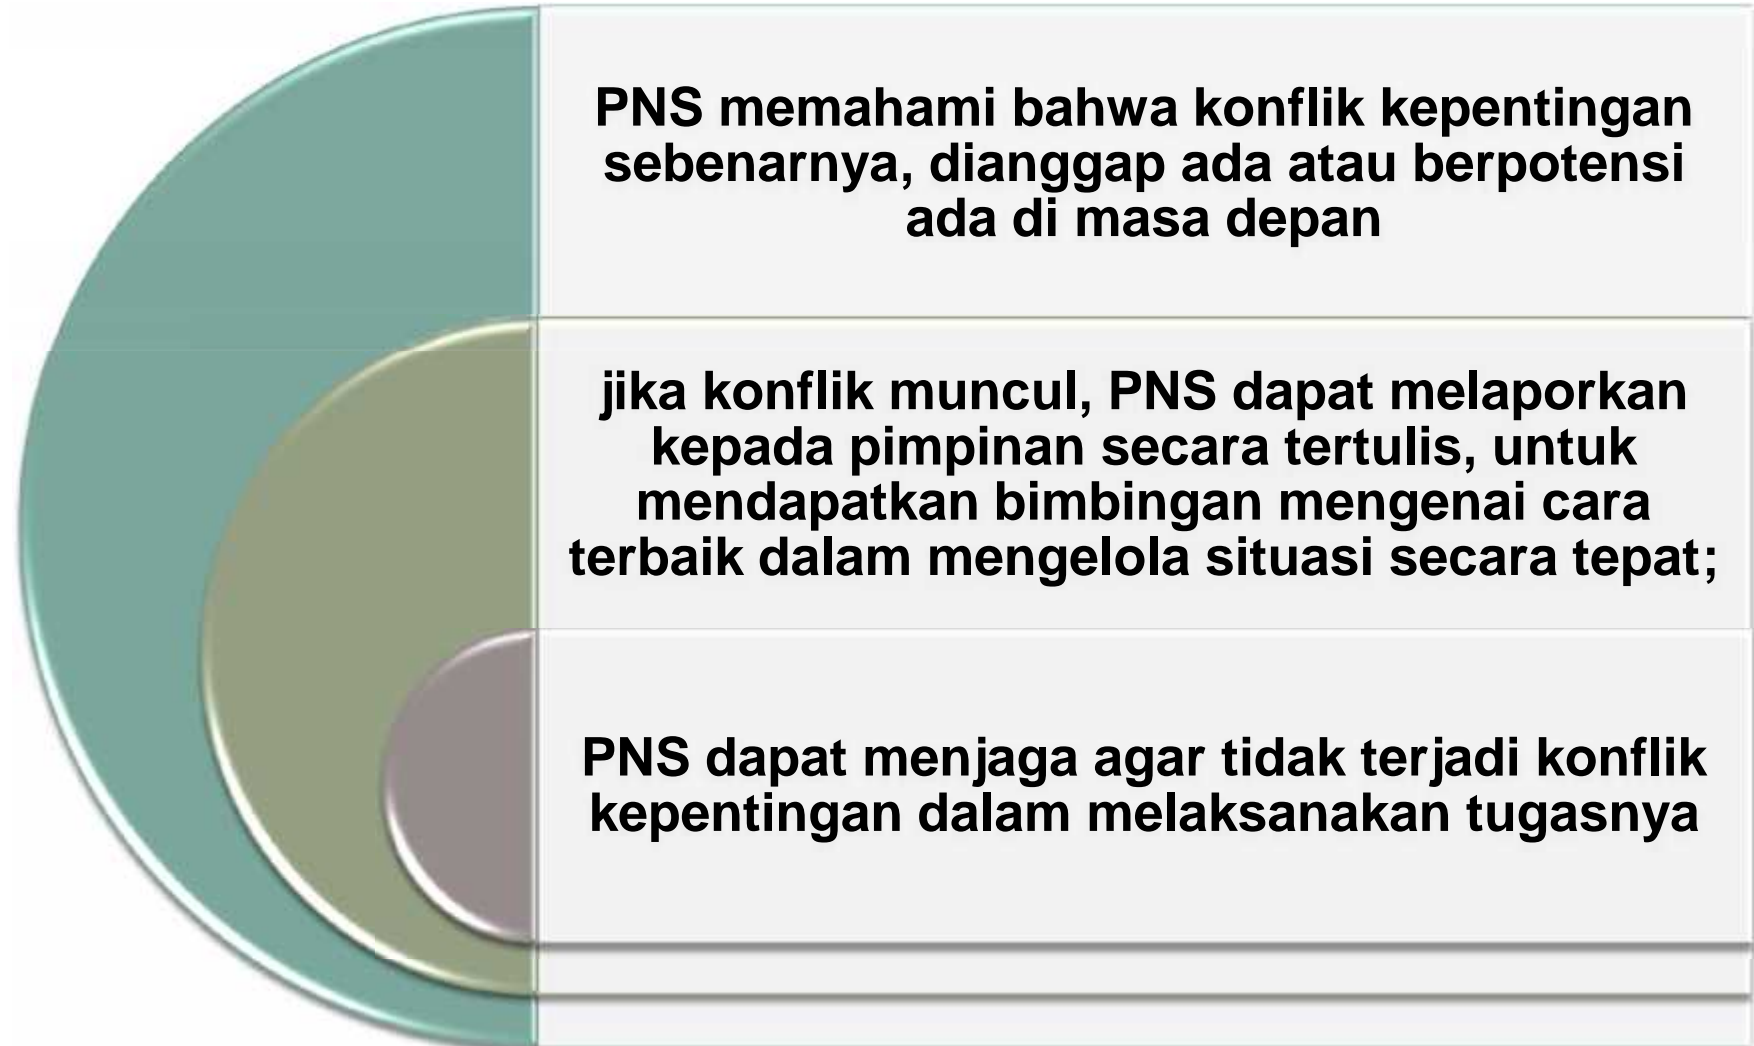 PNS memahami bahwa konflik kepentingan
sebenarnya, dianggap ada atau berpotensi
ada di masa depan
jika konflik muncul, PNS dapat melaporkan
kepada pimpinan secara tertulis, untuk
mendapatkan bimbingan mengenai cara
terbaik dalam mengelola situasi secara tepat;
PNS dapat menjaga agar tidak terjadi konflik
kepentingan dalam melaksanakan tugasnya